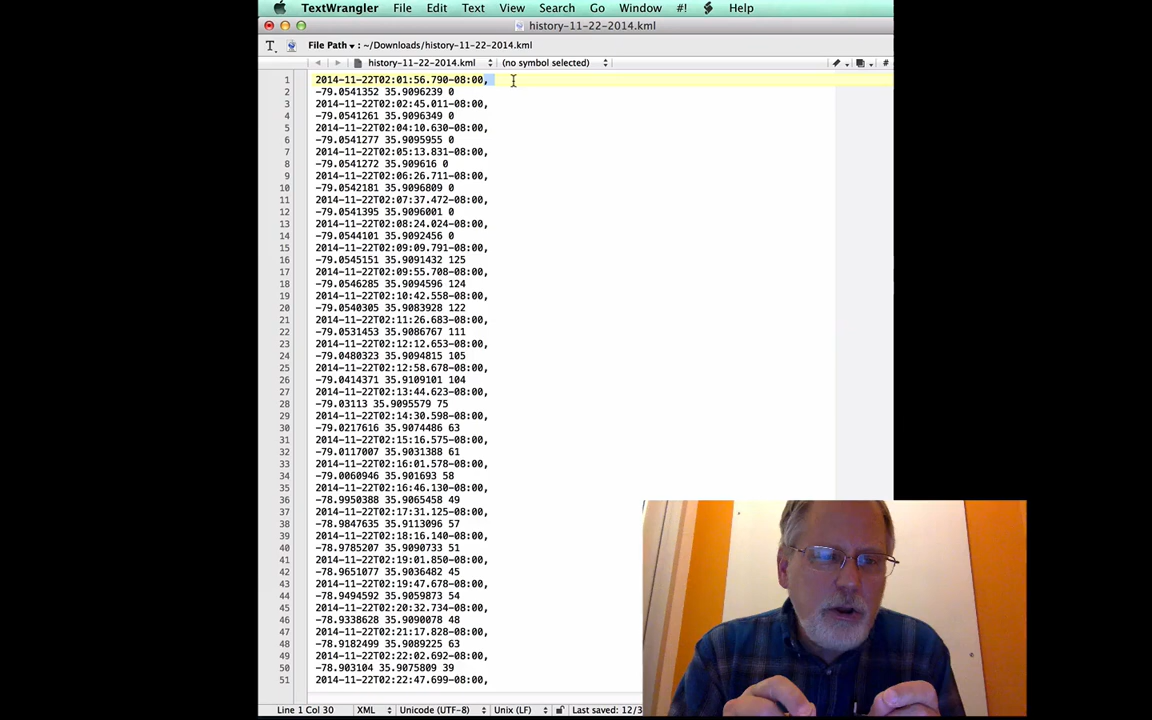 TextWrangler File Edit Text View Search Go Window #! Help
history-11-22-2014.kml
File Path : ~/Downloads/history-11-22-2014.kml
history-11-22-2014.kml (no symbol selected) #
1 2014-11-22T02:01:56.790-08:00,
2 -79.0541352 35.9096239 0
3 2014-11-22T02:02:45.011-08:00,
4 -79.0541261 35.9096349 0
5 2014-11-22T02:04:10.630-08:00,
6 -79.0541277 35.9095955 0
7 2014-11-22T02:05:13.831-08:00,
8 -79.0541272 35.909616 0
9 2014-11-22T02:06:26.711-08:00,
10 -79.0542181 35.9096809 0
11 2014-11-22T02:07:37.472-08:00,
12 -79.0541395 35.9096001 0
13 2014-11-22T02:08:24.024-08:00,
14 -79.0544101 35.9092456 0
15 2014-11-22T02:09:09.791-08:00,
16 -79.0545151 35.9091432 125
17 2014-11-22T02:09:55.708-08:00,
18 -79.0546285 35.9094596 124
19 2014-11-22T02:10:42.558-08:00,
20 -79.0540305 35.9083928 122
21 2014-11-22T02:11:26.683-08:00,
22 -79.0531453 35.9086767 111
23 2014-11-22T02:12:12.653-08:00,
24 -79.0480323 35.9094815 105
25 2014-11-22T02:12:58.678-08:00,
26 -79.0414371 35.9109101 104
27 2014-11-22T02:13:44.623-08:00,
28 -79.03113 35.9095579 75
29 2014-11-22T02:14:30.598-08:00,
30 -79.0217616 35.9074486 63
31 2014-11-22T02:15:16.575-08:00,
32 -79.0117007 35.9031388 61
33 2014-11-22T02:16:01.578-08:00,
34 -79.0060946 35.901693 58
35 2014-11-22T02:16:46.130-08:00,
36 -78.9950388 35.9065458 49
37 2014-11-22T02:17:31.125-08:00,
38 -78.9847635 35.9113096 57
39 2014-11-22T02:18:16.140-08:00,
40 -78.9785207 35.9090733 51
41 2014-11-22T02:19:01.850-08:00,
42 -78.9651077 35.9036482 45
43 2014-11-22T02:19:47.678-08:00,
44 -78.9494592 35.9059873 54
45 2014-11-22T02:20:32.734-08:00,
46 -78.9338628 35.9090078 48
47 2014-11-22T02:21:17.828-08:00,
48 -78.9182499 35.9089225 63
49 2014-11-22T02:22:02.692-08:00,
50 -78.903104 35.9075809 39
51 2014-11-22T02:22:47.699-08:00,
Line 1 Col 30 XML Unicode (UTF-8) Unix (LF) Last saved: 12/3